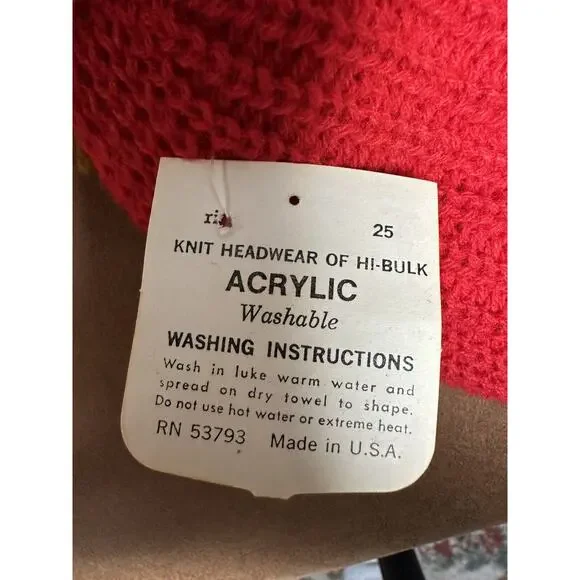 25
KNIT HEADWEAR OF HI-BULK
ACRYLIC
Washable
WASHING INSTRUCTIONS
Wash in luke warm water and
spread on dry towel to shape.
Do not use hot water or extreme heat.
RN 53793 Made in U.S.A.